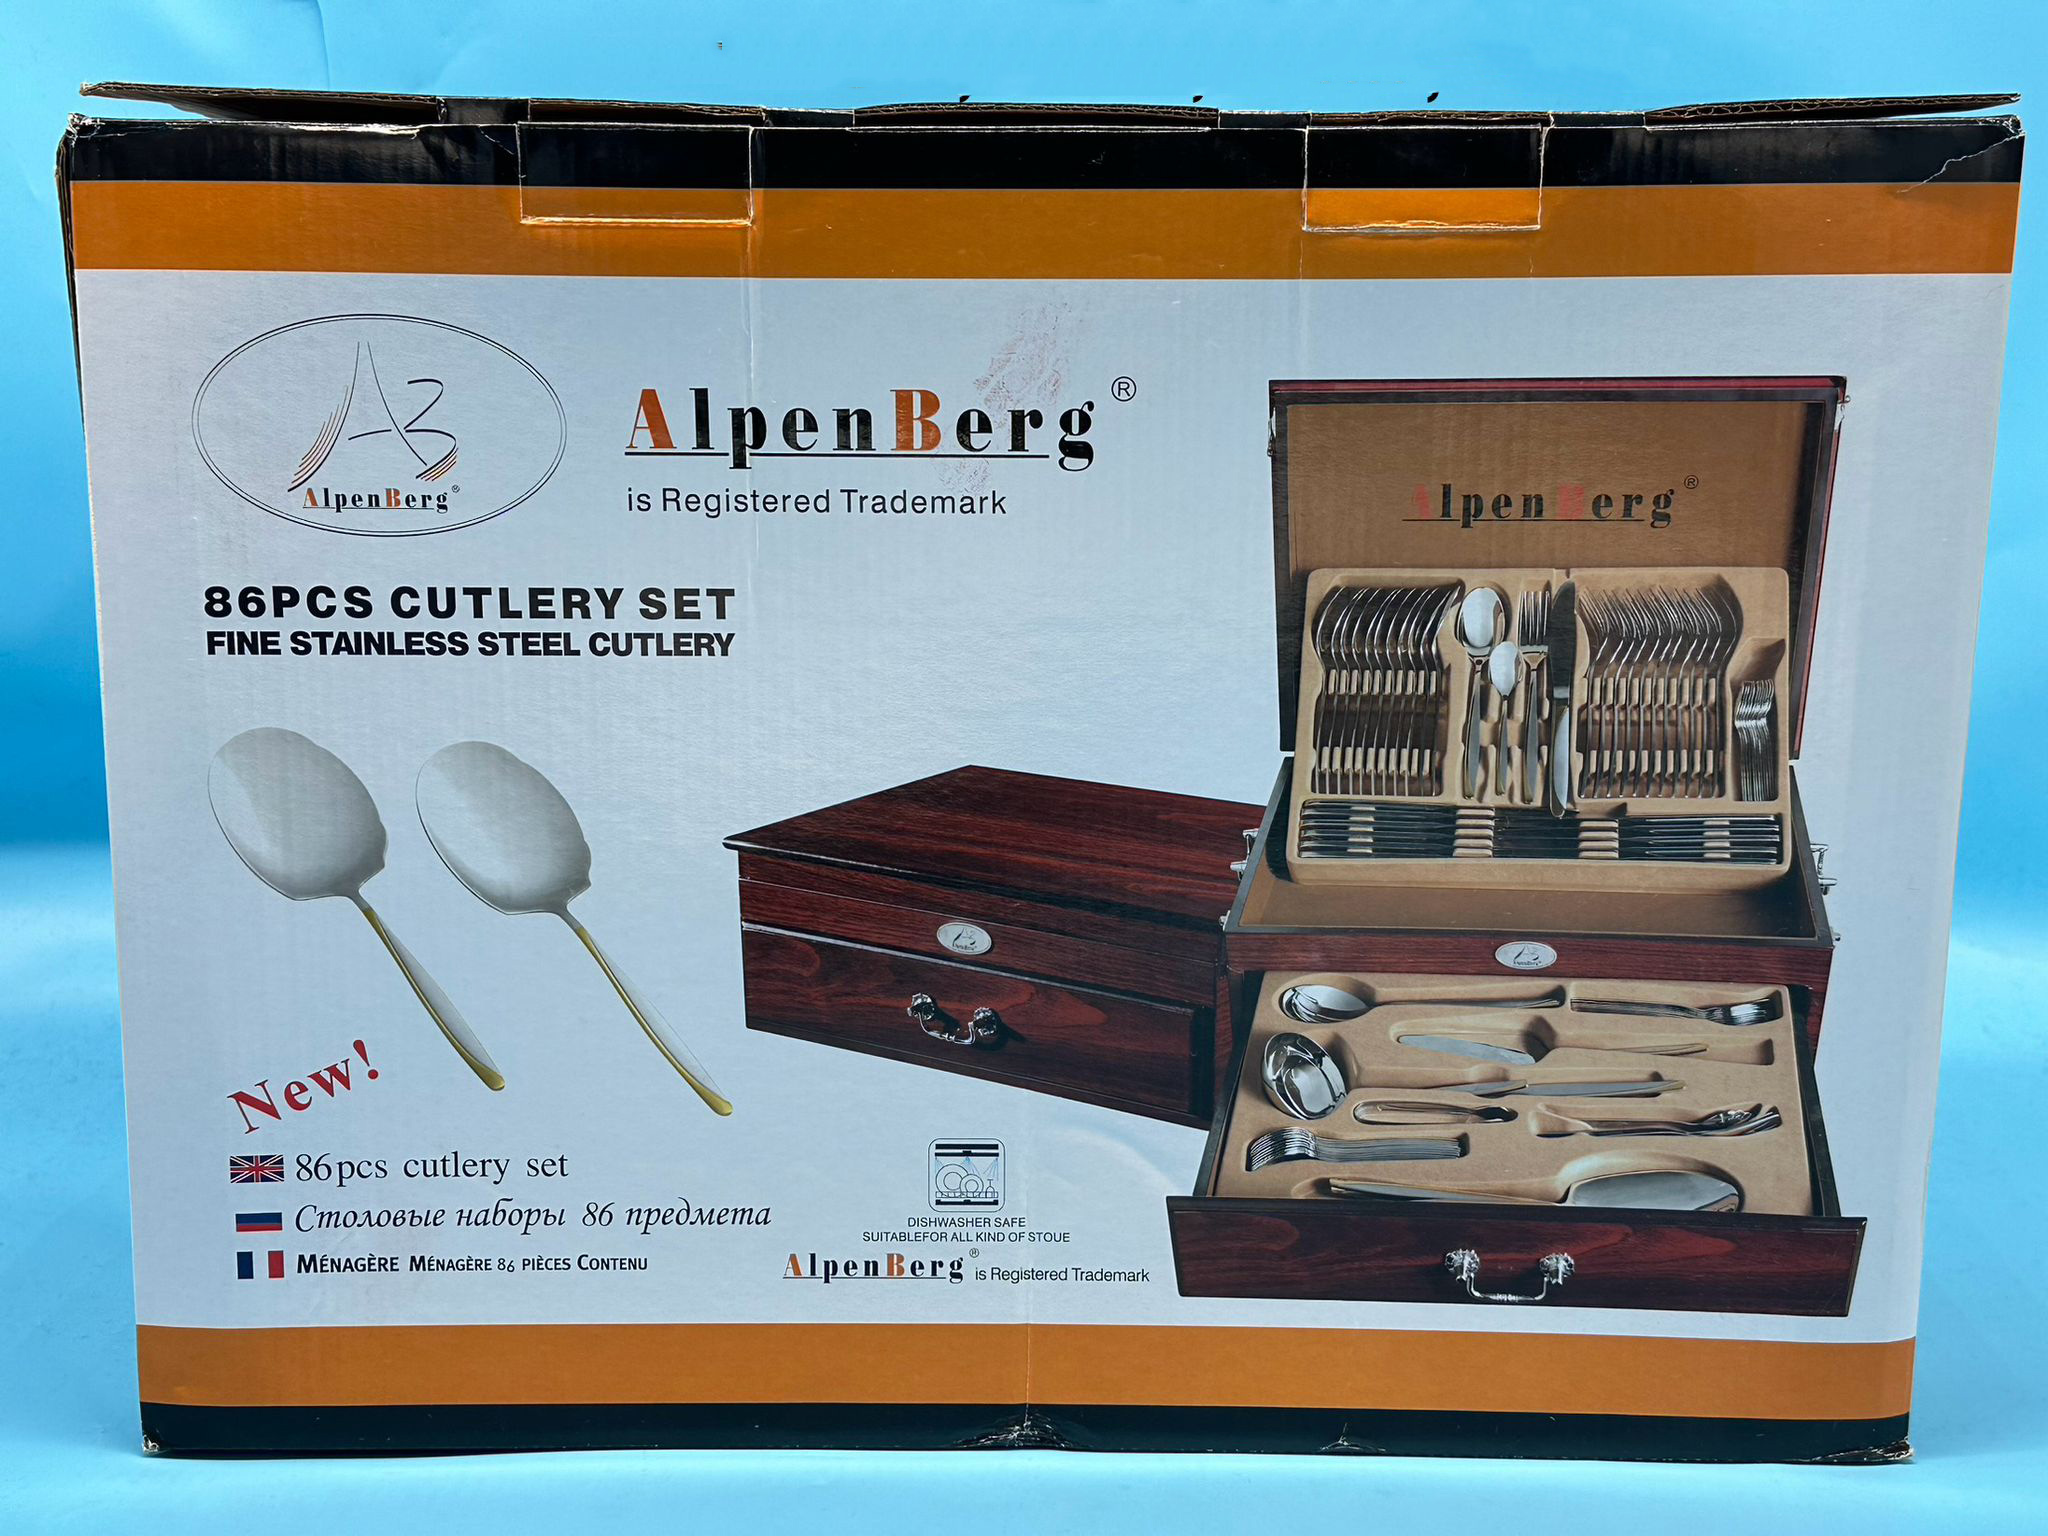 AlpenBerg®
AlpenBerg®
is Registered Trademark
86PCS CUTLERY SET
FINE STAINLESS STEEL CUTLERY
AlpenBerg®
New!
86pcs cutlery set
Столовые наборы 86 предмета
MÉNAGÈRE MÉNAGÈRE 86 PIÈCES CONTENU
DISHWASHER SAFE
SUITABLEFOR ALL KIND OF STOUE
AlpenBerg® is Registered Trademark